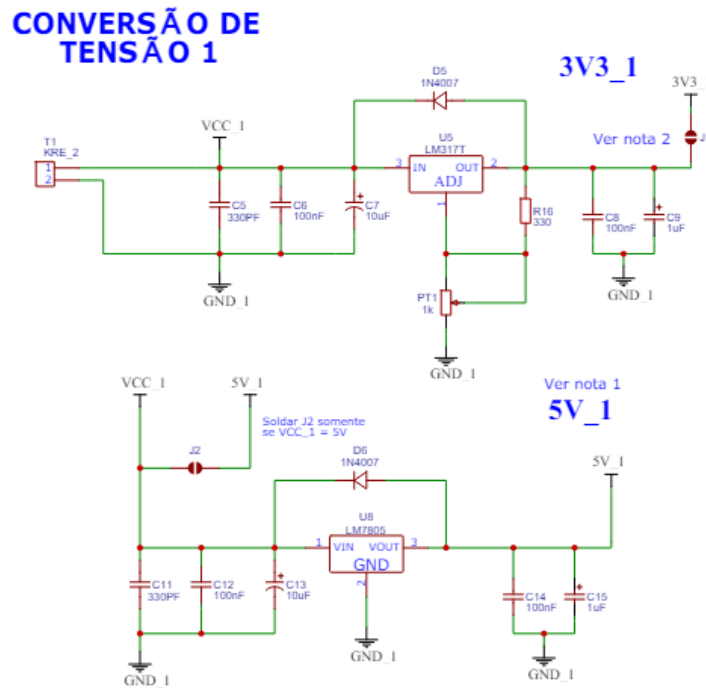 CONVERSÃO DE
TENSÃO 1
3V3_1
D5
1N4007
3V3_
VCC_1
U5
LM317T
Ver nota 2
J
T1
KRE_2
1
2
3
IN
OUT
2
ADJ
1
C5
330PF
C6
100nF
+
C7
10uF
R16
330
C8
100nF
+
C9
1uF
GND_1
GND_1
PT1
1k
GND_1
VCC_1
5V_1
Ver nota 1
5V_1
Soldar J2 somente
se VCC_1 = 5V
J2
D6
1N4007
5V_1
U8
LM7805
1
VIN
VOUT
3
GND
2
C11
330PF
C12
100nF
+
C13
10uF
C14
100nF
+
C15
1uF
GND_1
GND_1
GND_1